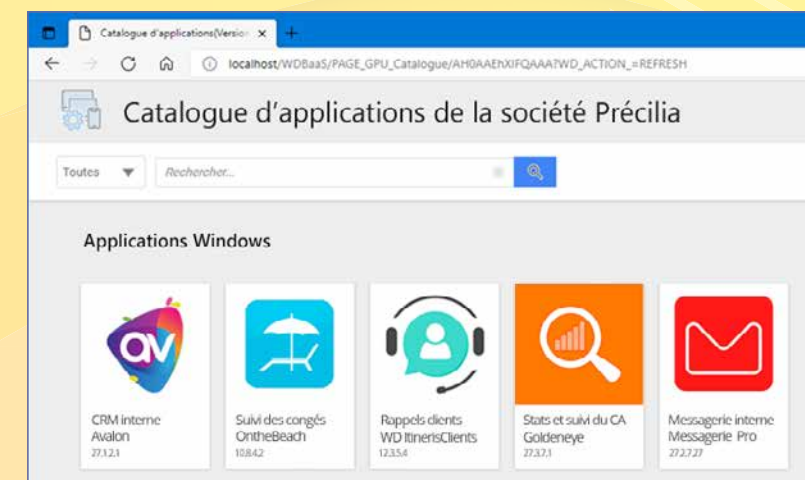 Catalogue d'applications(Version
localhost/WDBaaS/PAGE_GPU_Catalogue/AH0AAEhXIFQAAA?WD_ACTION_=REFRESH
Catalogue d'applications de la société Précilia
Toutes
Rechercher...
Applications Windows
av
CRM interne
Avalon
27.1.2.1
Suivi des congés
OntheBeach
10.8.4.2
Rappels clients
WD ItinerisClients
12.3.5.4
Stats et suivi du CA
Goldeneye
27.3.7.1
Messagerie interne
Messagerie Pro
27.2.7.27